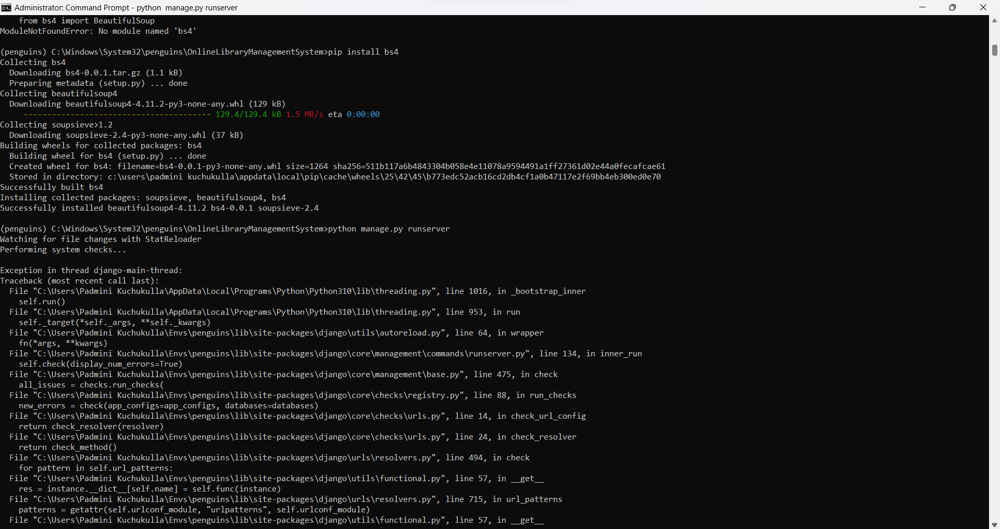 Administrator: Command Prompt - python  manage.py runserver
    from bs4 import BeautifulSoup
ModuleNotFoundError: No module named 'bs4'

(penguins) C:\Windows\System32\penguins\OnlineLibraryManagementSystem>pip install bs4
Collecting bs4
  Downloading bs4-0.0.1.tar.gz (1.1 kB)
  Preparing metadata (setup.py) ... done
Collecting beautifulsoup4
  Downloading beautifulsoup4-4.11.2-py3-none-any.whl (129 kB)
     ---------------------------------------- 129.4/129.4 kB 1.5 MB/s eta 0:00:00
Collecting soupsieve>1.2
  Downloading soupsieve-2.4-py3-none-any.whl (37 kB)
Building wheels for collected packages: bs4
  Building wheel for bs4 (setup.py) ... done
  Created wheel for bs4: filename=bs4-0.0.1-py3-none-any.whl size=1264 sha256=511b117a6b4843304b058e4e11078a9594491a1ff27361d02e44a0fecafcae61
  Stored in directory: c:\users\padmini kuchukulla\appdata\local\pip\cache\wheels\25\42\45\b773edc52acb16cd2db4cf1a0b47117e2f69bb4eb300ed0e70
Successfully built bs4
Installing collected packages: soupsieve, beautifulsoup4, bs4
Successfully installed beautifulsoup4-4.11.2 bs4-0.0.1 soupsieve-2.4

(penguins) C:\Windows\System32\penguins\OnlineLibraryManagementSystem>python manage.py runserver
Watching for file changes with StatReloader
Performing system checks...

Exception in thread django-main-thread:
Traceback (most recent call last):
  File "C:\Users\Padmini Kuchukulla\AppData\Local\Programs\Python\Python310\lib\threading.py", line 1016, in _bootstrap_inner
    self.run()
  File "C:\Users\Padmini Kuchukulla\AppData\Local\Programs\Python\Python310\lib\threading.py", line 953, in run
    self._target(*self._args, **self._kwargs)
  File "C:\Users\Padmini Kuchukulla\Envs\penguins\lib\site-packages\django\utils\autoreload.py", line 64, in wrapper
    fn(*args, **kwargs)
  File "C:\Users\Padmini Kuchukulla\Envs\penguins\lib\site-packages\django\core\management\commands\runserver.py", line 134, in inner_run
    self.check(display_num_errors=True)
  File "C:\Users\Padmini Kuchukulla\Envs\penguins\lib\site-packages\django\core\management\base.py", line 475, in check
    all_issues = checks.run_checks(
  File "C:\Users\Padmini Kuchukulla\Envs\penguins\lib\site-packages\django\core\checks\registry.py", line 88, in run_checks
    new_errors = check(app_configs=app_configs, databases=databases)
  File "C:\Users\Padmini Kuchukulla\Envs\penguins\lib\site-packages\django\core\checks\urls.py", line 14, in check_url_config
    return check_resolver(resolver)
  File "C:\Users\Padmini Kuchukulla\Envs\penguins\lib\site-packages\django\core\checks\urls.py", line 24, in check_resolver
    return check_method()
  File "C:\Users\Padmini Kuchukulla\Envs\penguins\lib\site-packages\django\urls\resolvers.py", line 494, in check
    for pattern in self.url_patterns:
  File "C:\Users\Padmini Kuchukulla\Envs\penguins\lib\site-packages\django\utils\functional.py", line 57, in __get__
    res = instance.__dict__[self.name] = self.func(instance)
  File "C:\Users\Padmini Kuchukulla\Envs\penguins\lib\site-packages\django\urls\resolvers.py", line 715, in url_patterns
    patterns = getattr(self.urlconf_module, "urlpatterns", self.urlconf_module)
  File "C:\Users\Padmini Kuchukulla\Envs\penguins\lib\site-packages\django\utils\functional.py", line 57, in __get__